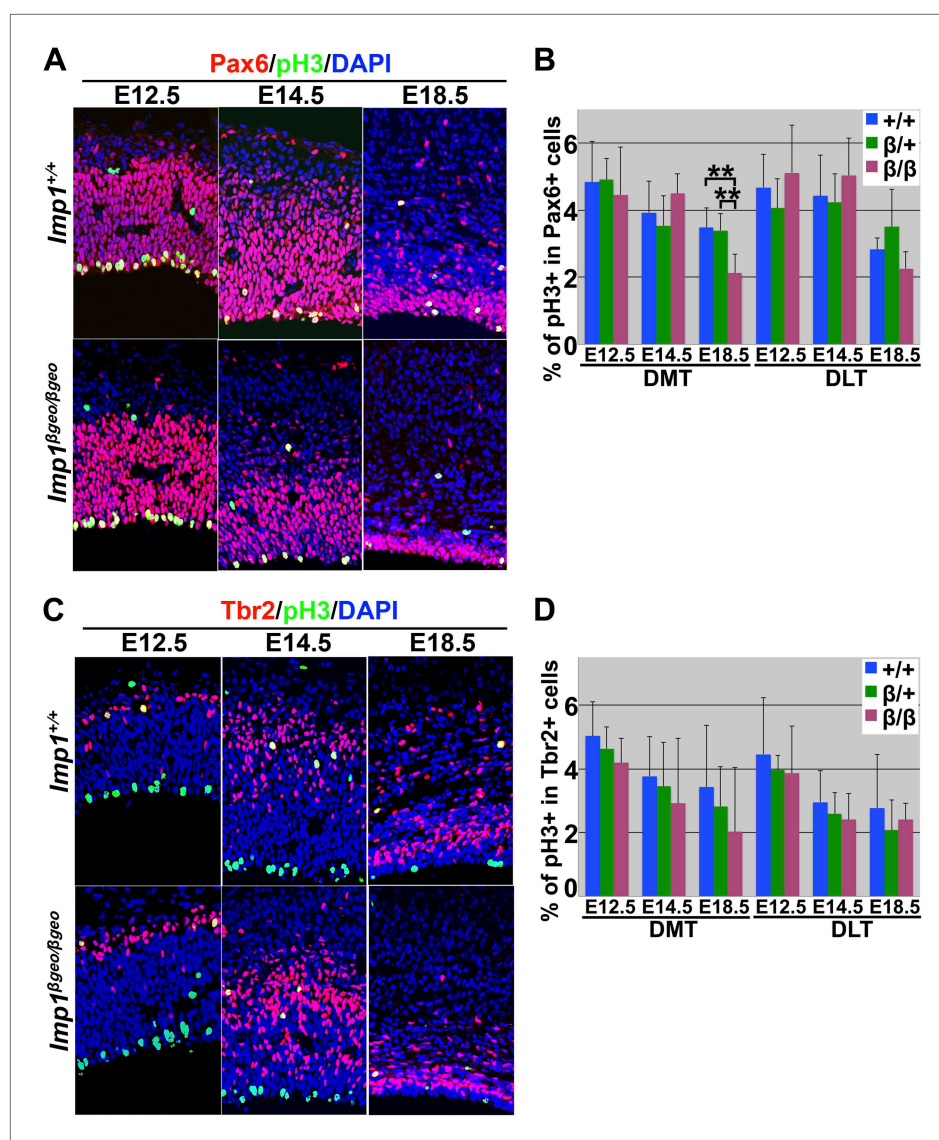 A
Pax6/pH3/DAPI
E12.5 E14.5 E18.5
Imp1+/+
Imp1βgeo/βgeo
B
% of pH3+ in Pax6+ cells
6
4
2
0
+/+
β/+
β/β
**
**
E12.5 E14.5 E18.5 E12.5 E14.5 E18.5
DMT DLT
C
Tbr2/pH3/DAPI
E12.5 E14.5 E18.5
Imp1+/+
Imp1βgeo/βgeo
D
% of pH3+ in Tbr2+ cells
6
4
2
0
+/+
β/+
β/β
E12.5 E14.5 E18.5 E12.5 E14.5 E18.5
DMT DLT